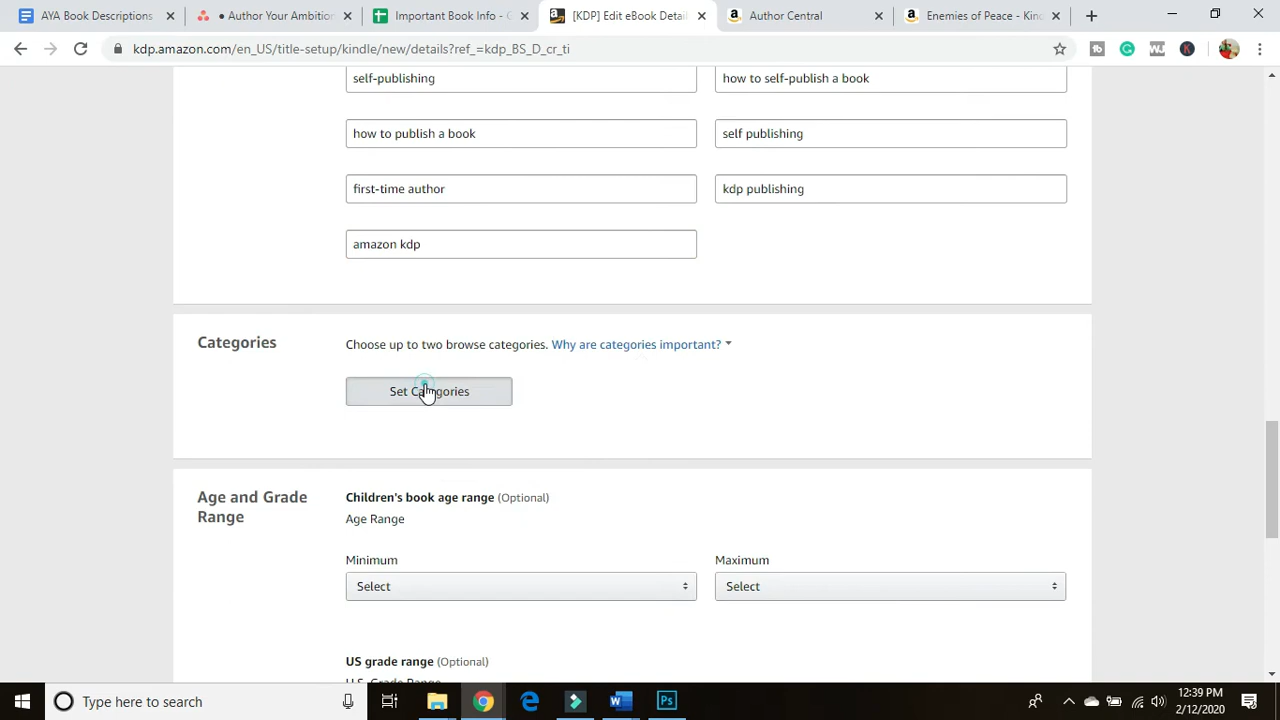 AYA Book Descriptions
• Author Your Ambition
Important Book Info - G
[KDP] Edit eBook Detai
Author Central
Enemies of Peace - Kin
kdp.amazon.com/en_US/title-setup/kindle/new/details?ref_=kdp_BS_D_cr_ti
self-publishing
how to self-publish a book
how to publish a book
self publishing
first-time author
kdp publishing
amazon kdp
Categories
Choose up to two browse categories. Why are categories important?
Set Categories
Age and Grade
Range
Children's book age range (Optional)
Age Range
Minimum
Maximum
Select
Select
US grade range (Optional)
U.S. Grade Range
Type here to search
12:39 PM
2/12/2020